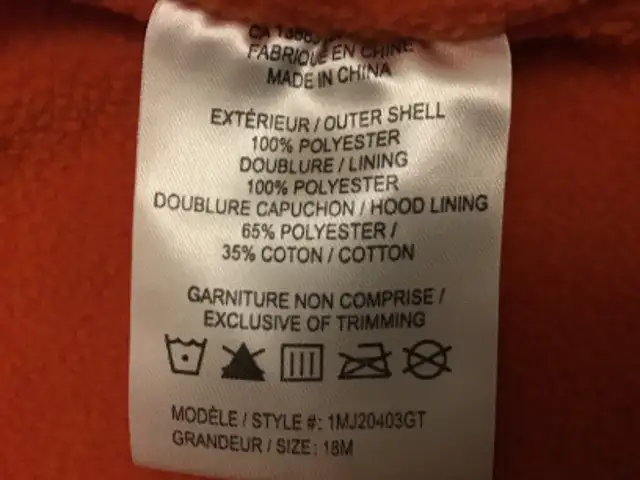 FABRIQUÉ EN CHINE
MADE IN CHINA
EXTÉRIEUR / OUTER SHELL
100% POLYESTER
DOUBLURE / LINING
100% POLYESTER
DOUBLURE CAPUCHON / HOOD LINING
65% POLYESTER /
35% COTON / COTTON
GARNITURE NON COMPRISE /
EXCLUSIVE OF TRIMMING
MODÈLE / STYLE #: 1MJ20403GT
GRANDEUR / SIZE: 18M